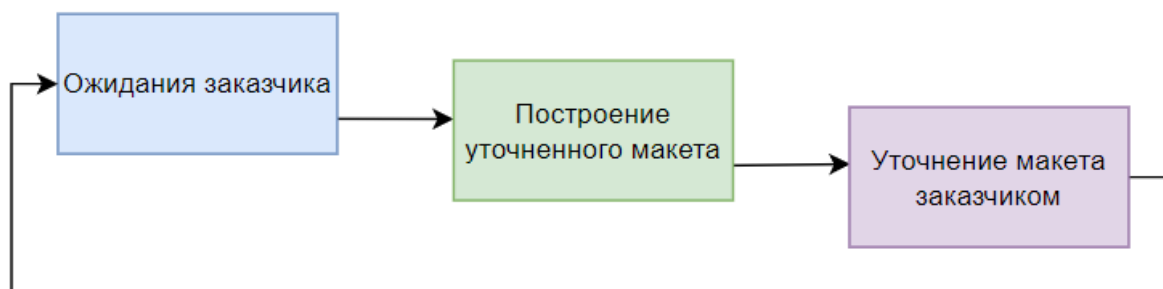 Ожидания заказчика
Построение
уточненного макета
Уточнение макета
заказчиком